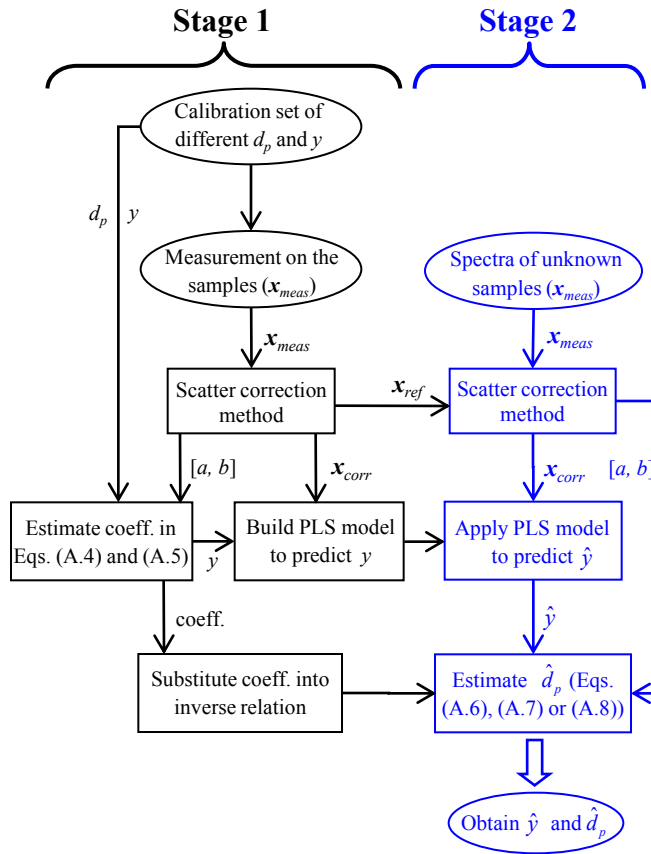 Stage 1
Stage 2
Calibration set of
different d_p and y
d_p y
Measurement on the
samples (x_meas)
Spectra of unknown
samples (x_meas)
x_meas
x_meas
Scatter correction
method
x_ref
Scatter correction
method
[a, b]
x_corr
x_corr
[a, b]
Estimate coeff. in
Eqs. (A.4) and (A.5)
y
Build PLS model
to predict y
Apply PLS model
to predict ŷ
coeff.
ŷ
Substitute coeff. into
inverse relation
Estimate d̂_p (Eqs.
(A.6), (A.7) or (A.8))
Obtain ŷ and d̂_p